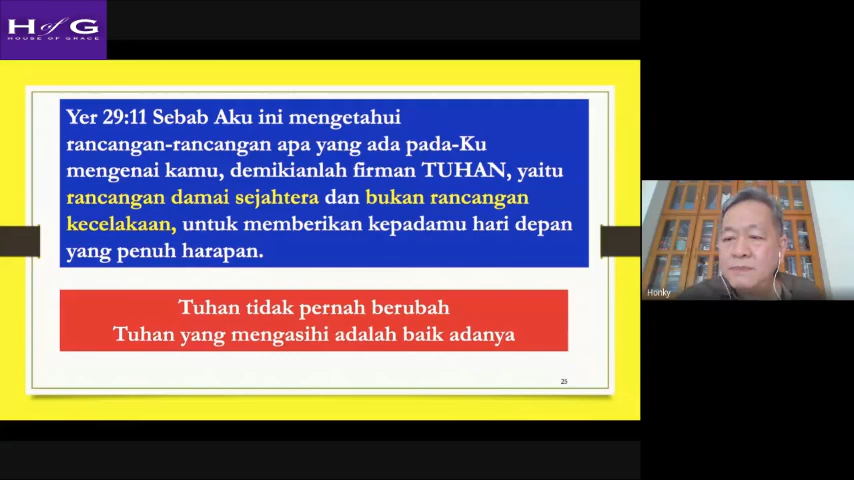 H of G
HOUSE OF GRACE
Yer 29:11 Sebab Aku ini mengetahui
rancangan-rancangan apa yang ada pada-Ku
mengenai kamu, demikianlah firman TUHAN, yaitu
rancangan damai sejahtera dan bukan rancangan
kecelakaan, untuk memberikan kepadamu hari depan
yang penuh harapan.
Tuhan tidak pernah berubah
Tuhan yang mengasihi adalah baik adanya
25
Honky